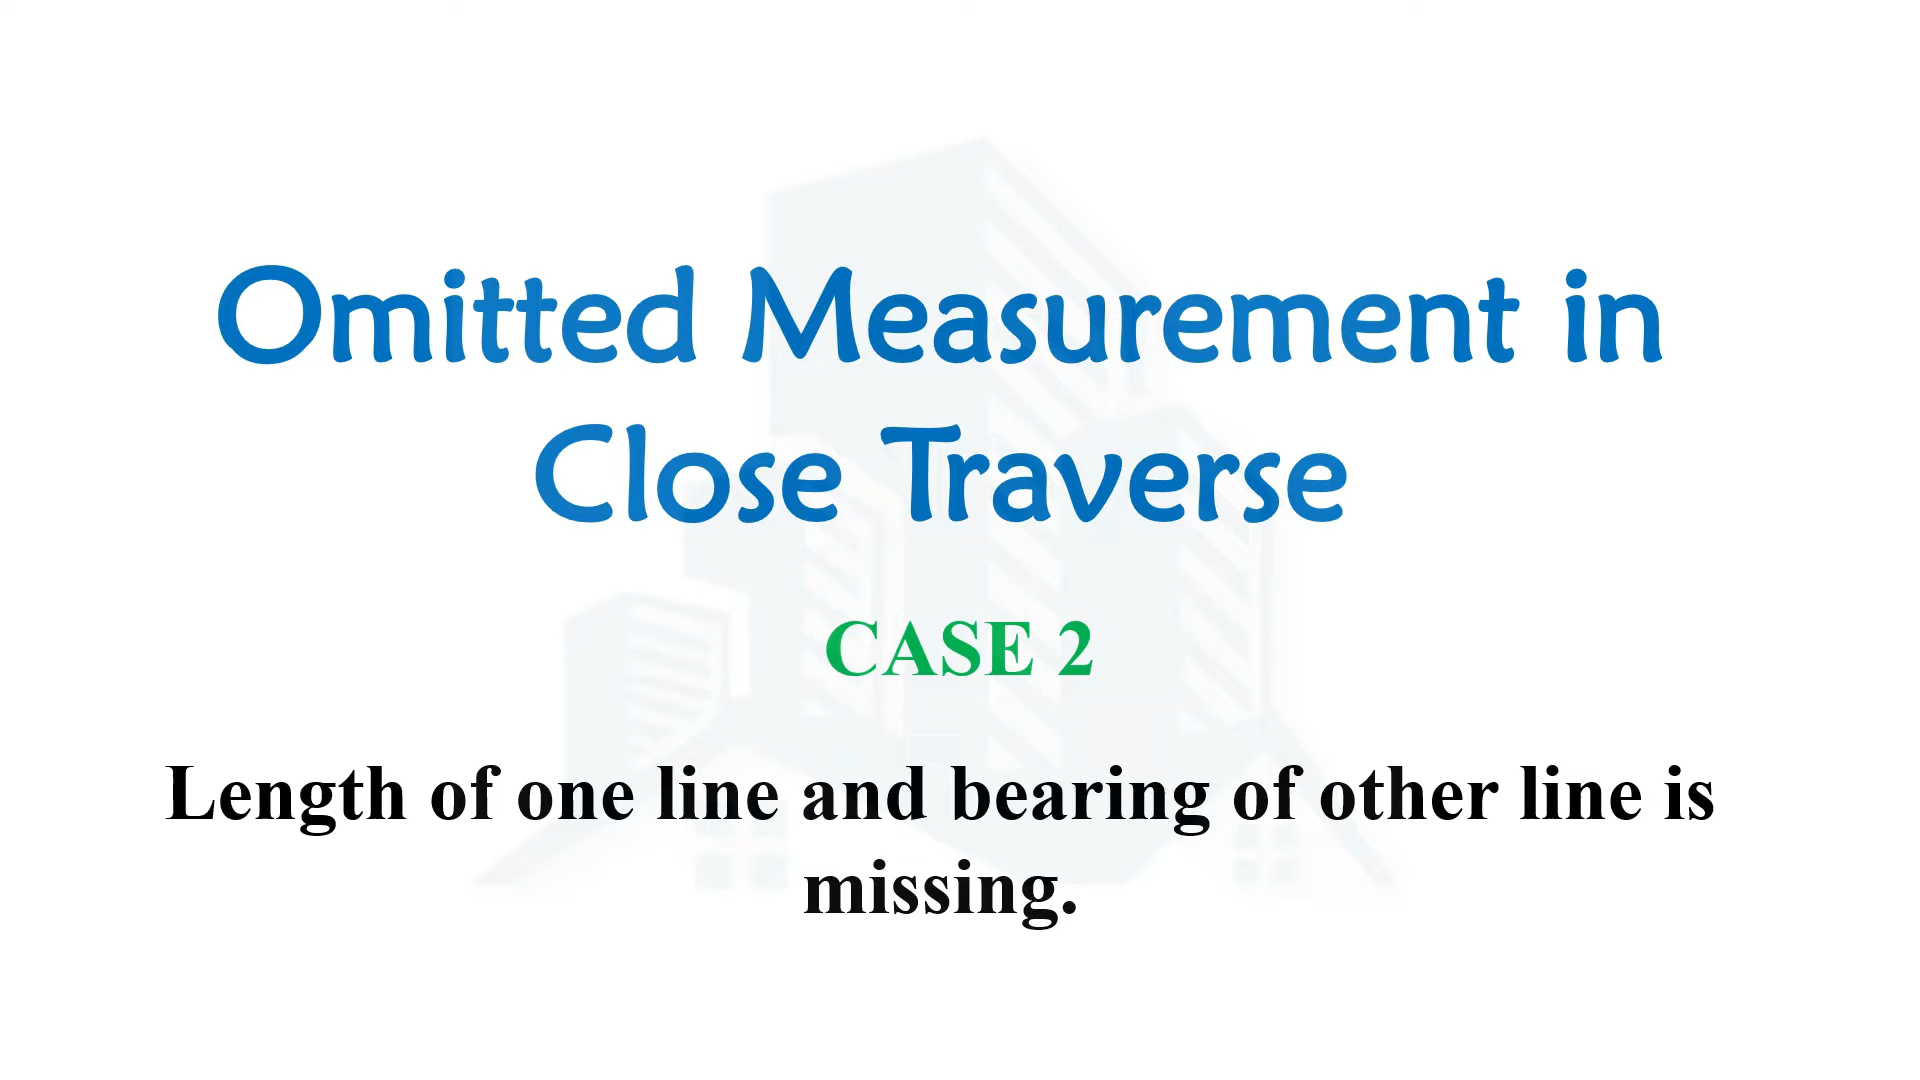 Omitted Measurement in
Close Traverse
CASE 2
Length of one line and bearing of other line is
missing.